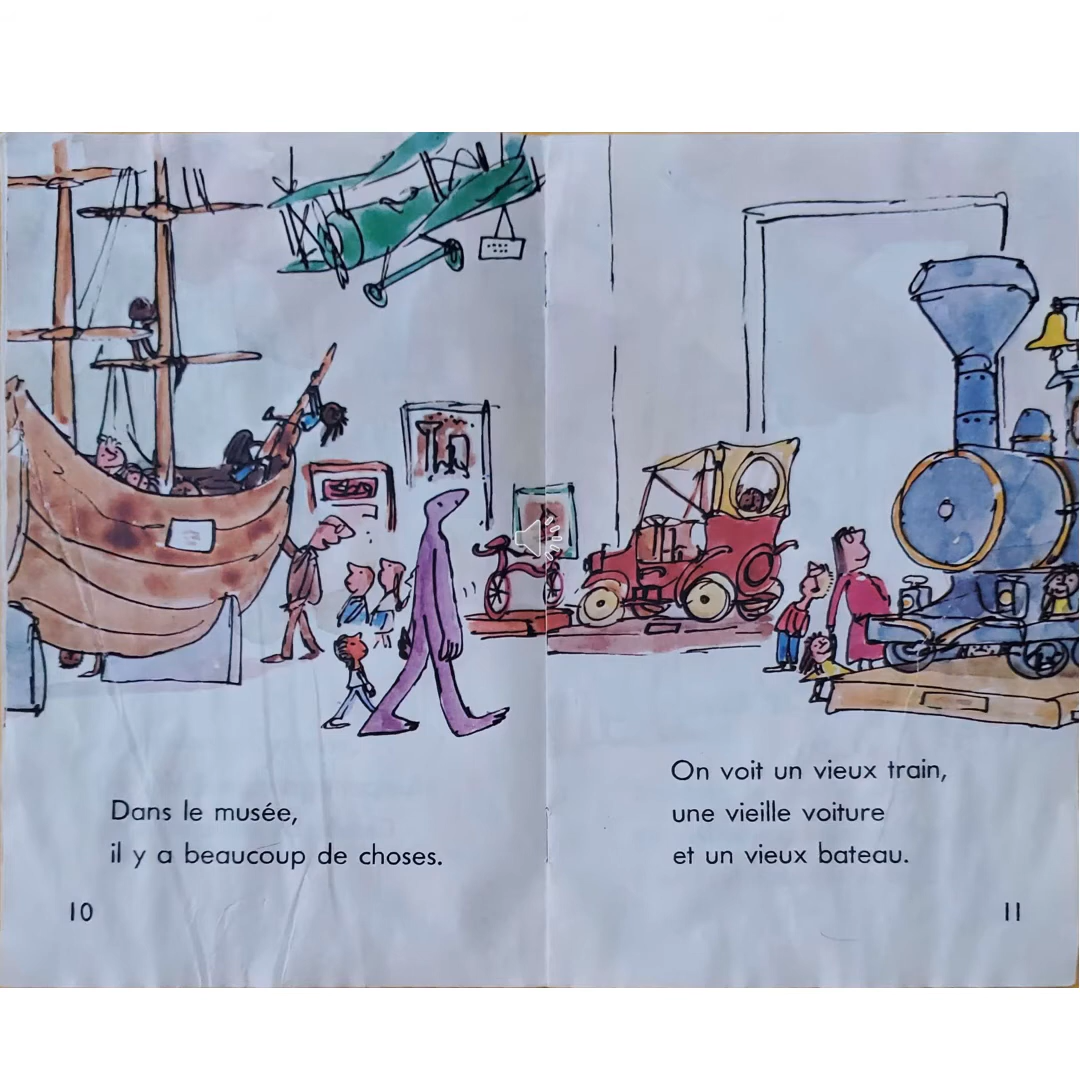 Dans le musée,
il y a beaucoup de choses.
10
On voit un vieux train,
une vieille voiture
et un vieux bateau.
11